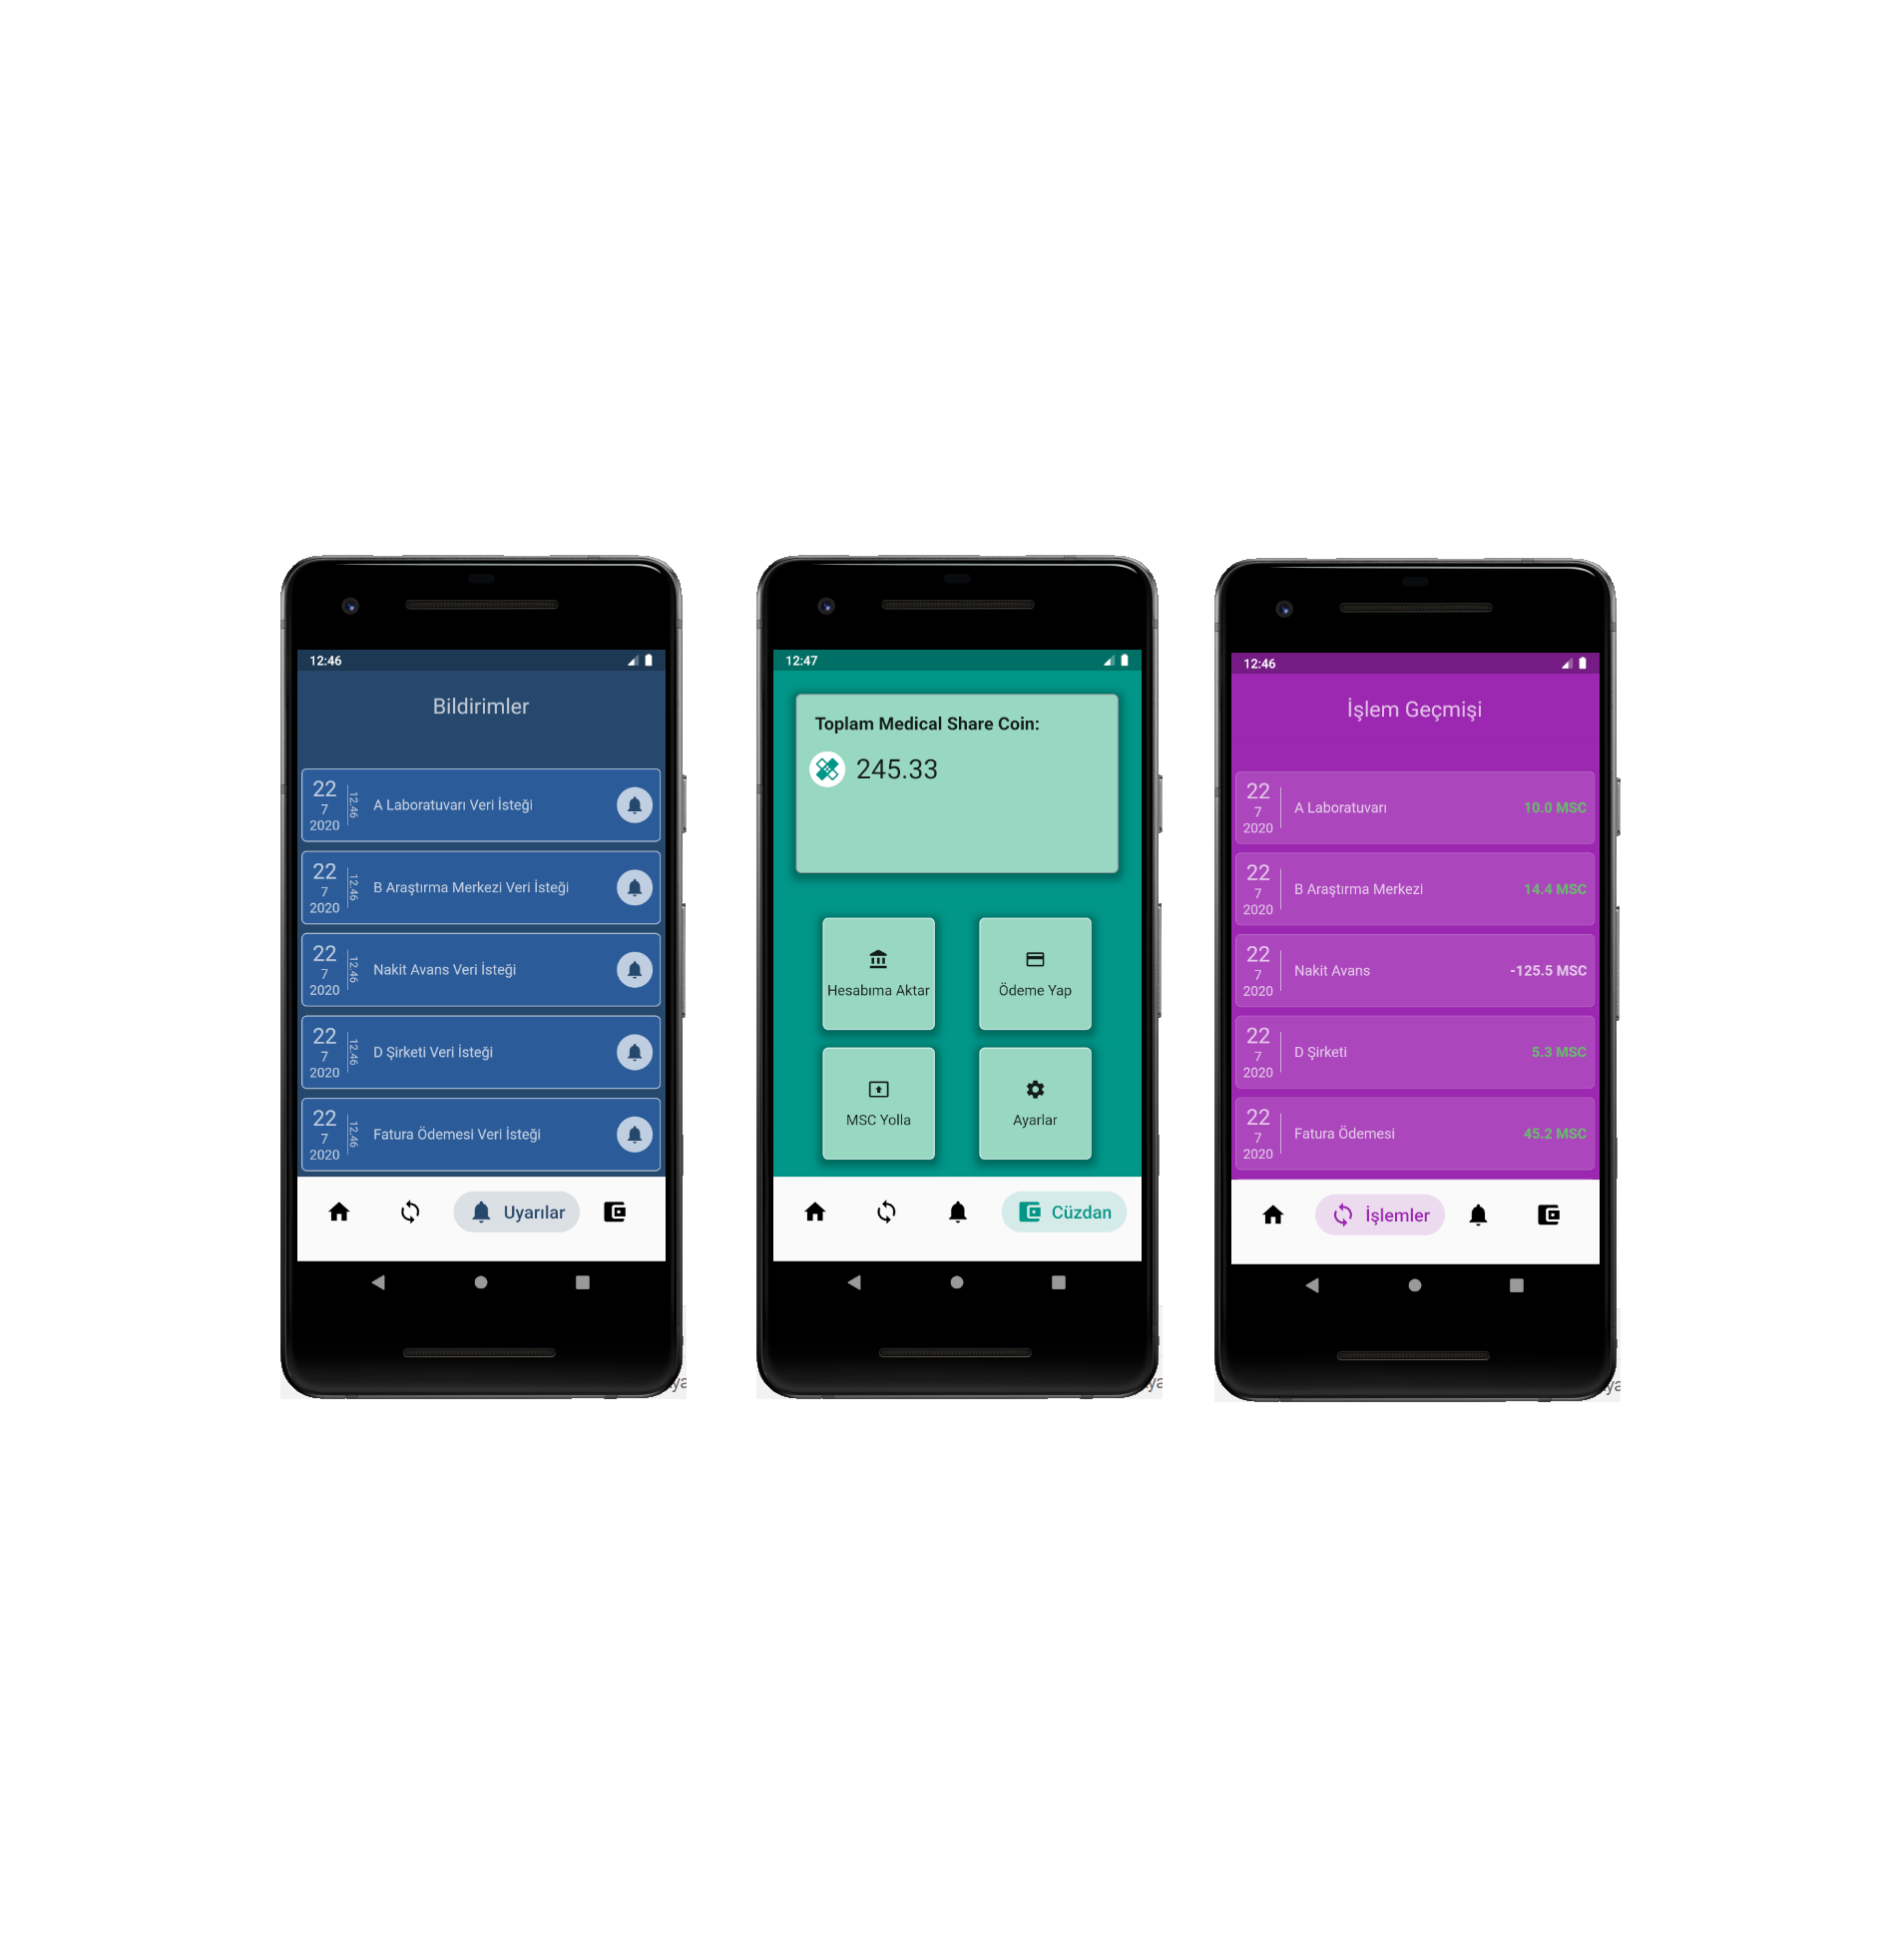 12:46
Bildirimler
22
7
2020
12.46
A Laboratuvarı Veri İsteği
22
7
2020
12.46
B Araştırma Merkezi Veri İsteği
22
7
2020
12.46
Nakit Avans Veri İsteği
22
7
2020
12.46
D Şirketi Veri İsteği
22
7
2020
12.46
Fatura Ödemesi Veri İsteği
Uyarılar
ya
12:47
Toplam Medical Share Coin:
245.33
Hesabıma Aktar
Ödeme Yap
MSC Yolla
Ayarlar
Cüzdan
ya
12:46
İşlem Geçmişi
22
7
2020
A Laboratuvarı
10.0 MSC
22
7
2020
B Araştırma Merkezi
14.4 MSC
22
7
2020
Nakit Avans
-125.5 MSC
22
7
2020
D Şirketi
5.3 MSC
22
7
2020
Fatura Ödemesi
45.2 MSC
İşlemler
ya